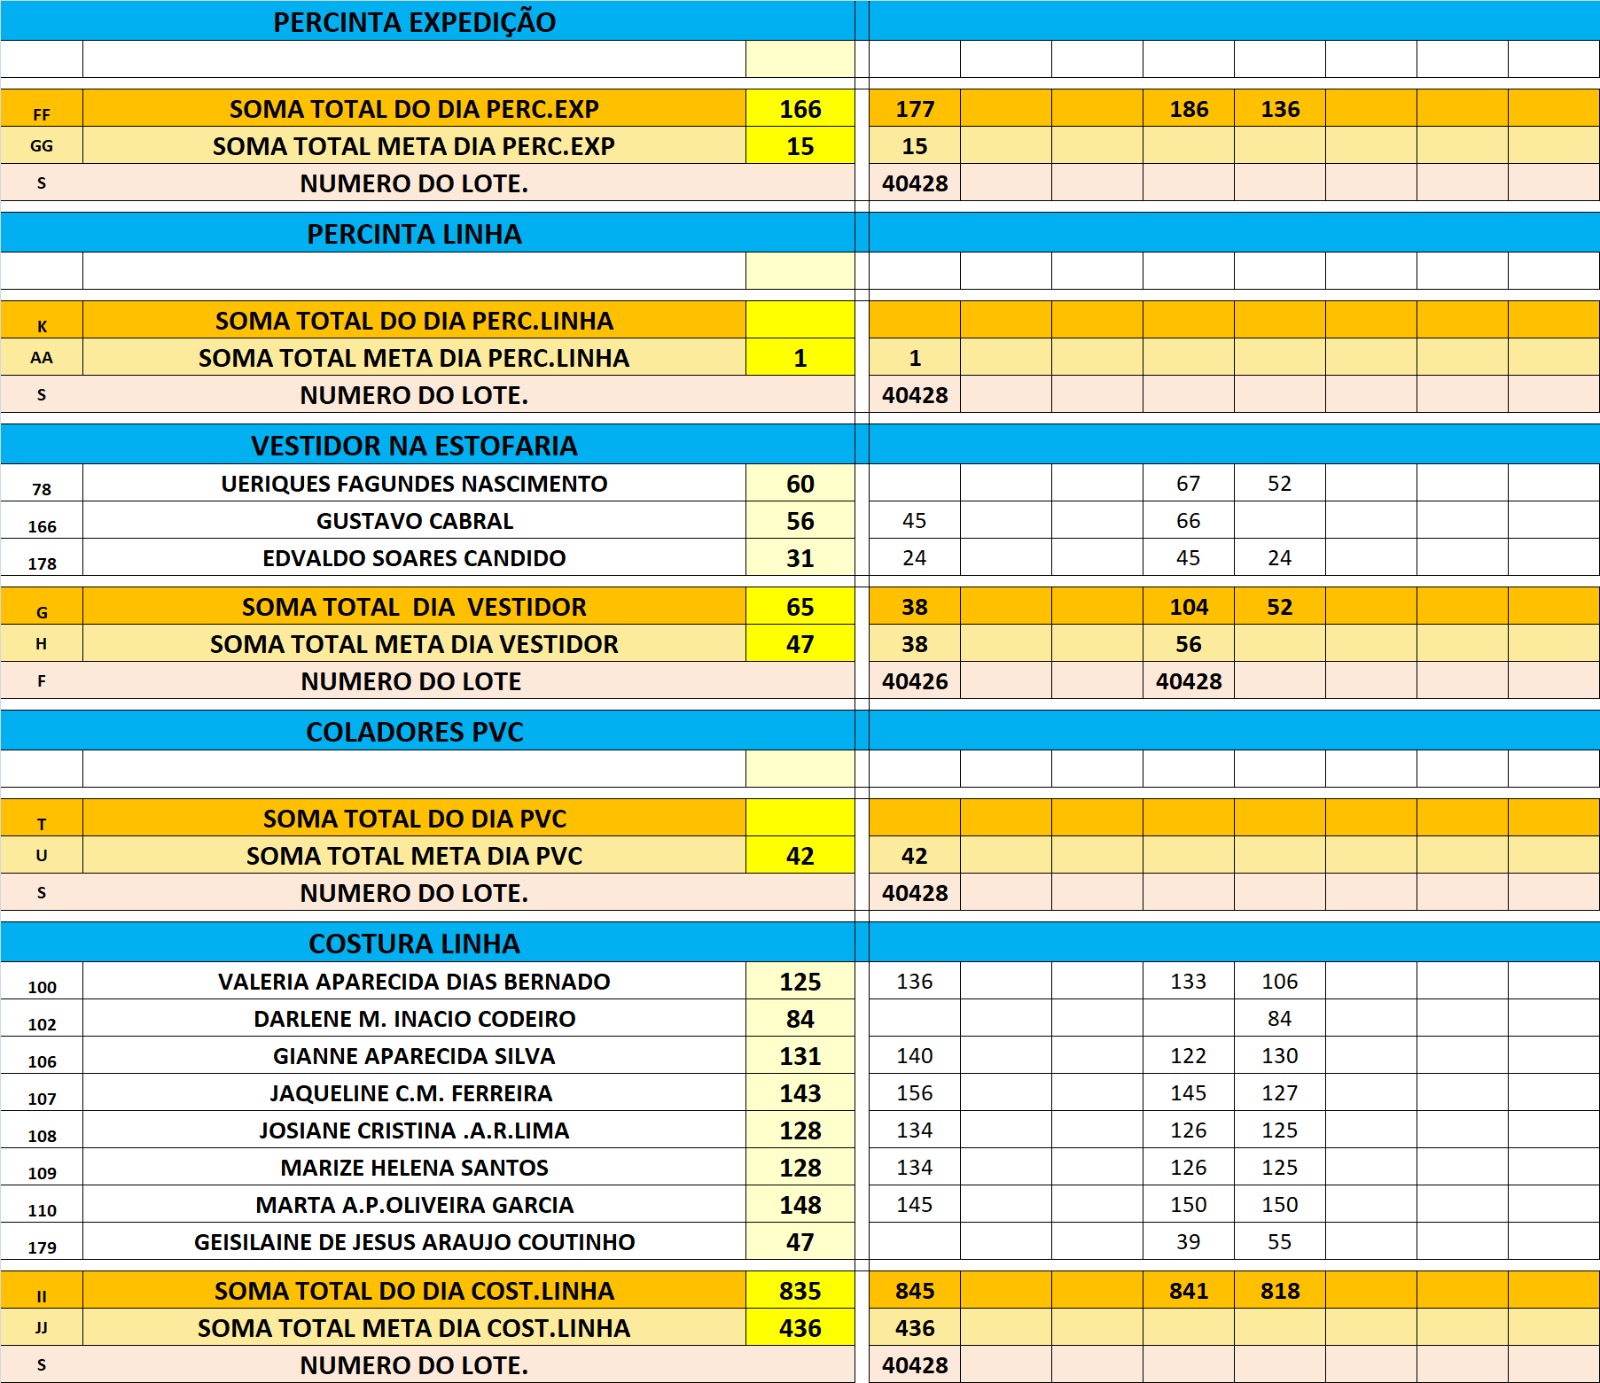 PERCINTA EXPEDIÇÃO
FF SOMA TOTAL DO DIA PERC.EXP 166 177 186 136
GG SOMA TOTAL META DIA PERC.EXP 15 15
S NUMERO DO LOTE. 40428
PERCINTA LINHA
K SOMA TOTAL DO DIA PERC.LINHA
AA SOMA TOTAL META DIA PERC.LINHA 1 1
S NUMERO DO LOTE. 40428
VESTIDOR NA ESTOFARIA
78 UERIQUES FAGUNDES NASCIMENTO 60 67 52
166 GUSTAVO CABRAL 56 45 66
178 EDVALDO SOARES CANDIDO 31 24 45 24
G SOMA TOTAL DIA VESTIDOR 65 38 104 52
H SOMA TOTAL META DIA VESTIDOR 47 38 56
F NUMERO DO LOTE 40426 40428
COLADORES PVC
T SOMA TOTAL DO DIA PVC
U SOMA TOTAL META DIA PVC 42 42
S NUMERO DO LOTE. 40428
COSTURA LINHA
100 VALERIA APARECIDA DIAS BERNADO 125 136 133 106
102 DARLENE M. INACIO CODEIRO 84 84
106 GIANNE APARECIDA SILVA 131 140 122 130
107 JAQUELINE C.M. FERREIRA 143 156 145 127
108 JOSIANE CRISTINA .A.R.LIMA 128 134 126 125
109 MARIZE HELENA SANTOS 128 134 126 125
110 MARTA A.P.OLIVEIRA GARCIA 148 145 150 150
179 GEISILAINE DE JESUS ARAUJO COUTINHO 47 39 55
II SOMA TOTAL DO DIA COST.LINHA 835 845 841 818
JJ SOMA TOTAL META DIA COST.LINHA 436 436
S NUMERO DO LOTE. 40428